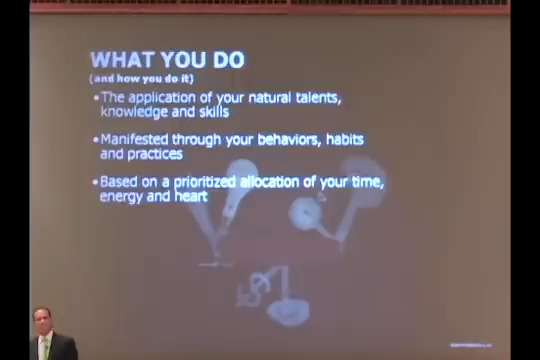 WHAT YOU DO
(and how you do it)
•The application of your natural talents,
knowledge and skills
•Manifested through your behaviors, habits
and practices
•Based on a prioritized allocation of your time,
energy and heart